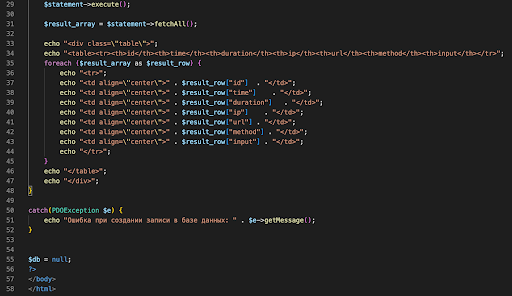 29 $statement->execute();
30
31 $result_array = $statement->fetchAll();
32
33 echo "<div class=\"table\">";
34 echo "<table><tr><th>id</th><th>time</th><th>duration</th><th>ip</th><th>url</th><th>method</th><th>input</th></tr>";
35 foreach ($result_array as $result_row) {
36 echo "<tr>";
37 echo "<td align=\"center\">" . $result_row["id"] . "</td>";
38 echo "<td align=\"center\">" . $result_row["time"] . "</td>";
39 echo "<td align=\"center\">" . $result_row["duration"] . "</td>";
40 echo "<td align=\"center\">" . $result_row["ip"] . "</td>";
41 echo "<td align=\"center\">" . $result_row["url"] . "</td>";
42 echo "<td align=\"center\">" . $result_row["method"] . "</td>";
43 echo "<td align=\"center\">" . $result_row["input"] . "</td>";
44 echo "</tr>";
45 }
46 echo "</table>";
47 echo "</div>";
48 }
49
50 catch(PDOException $e) {
51 echo "Ошибка при создании записи в базе данных: " . $e->getMessage();
52 }
53
54
55 $db = null;
56 ?>
57 </body>
58 </html>